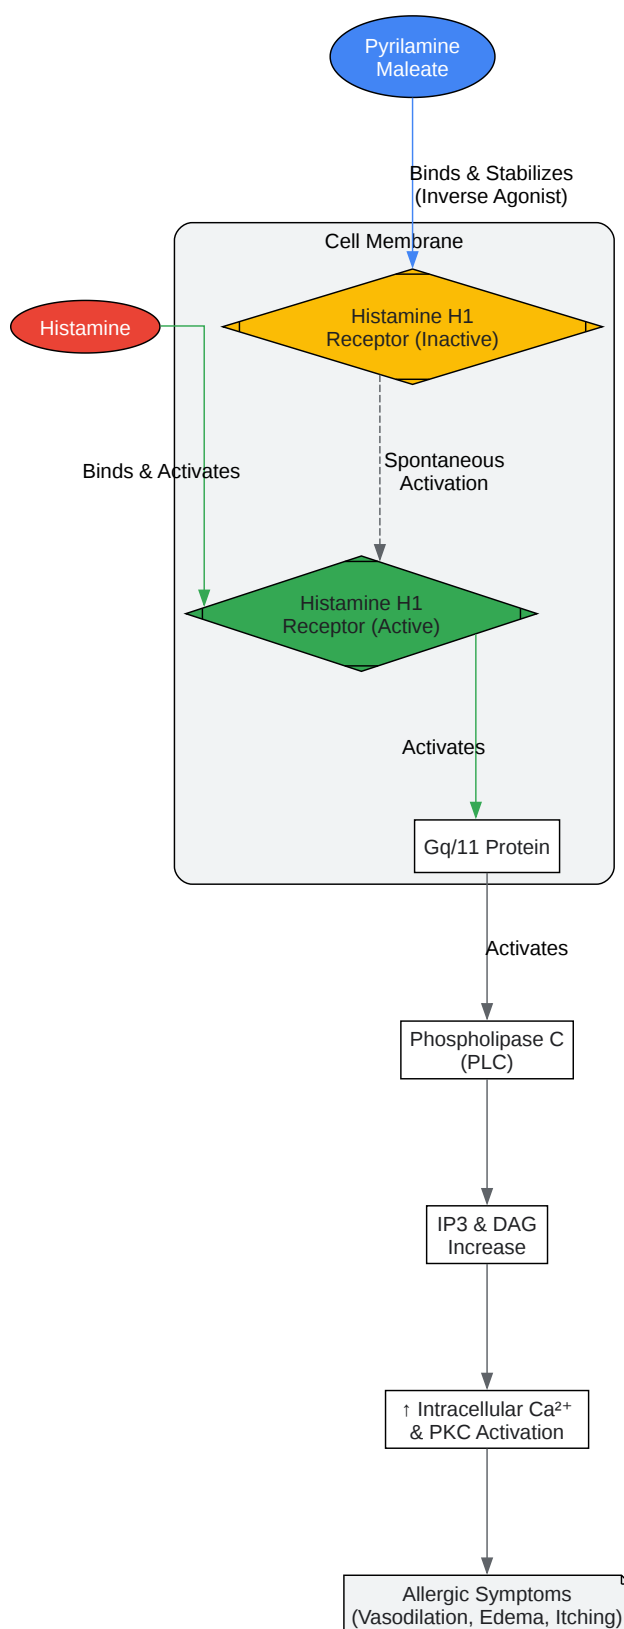 Pyrilamine
Maleate
Binds & Stabilizes
(Inverse Agonist)
Cell Membrane
Histamine
Histamine H1
Receptor (Inactive)
Binds & Activates
Spontaneous
Activation
Histamine H1
Receptor (Active)
Activates
Gq/11 Protein
Activates
Phospholipase C
(PLC)
IP3 & DAG
Increase
↑ Intracellular Ca²⁺
& PKC Activation
Allergic Symptoms
(Vasodilation, Edema, Itching)